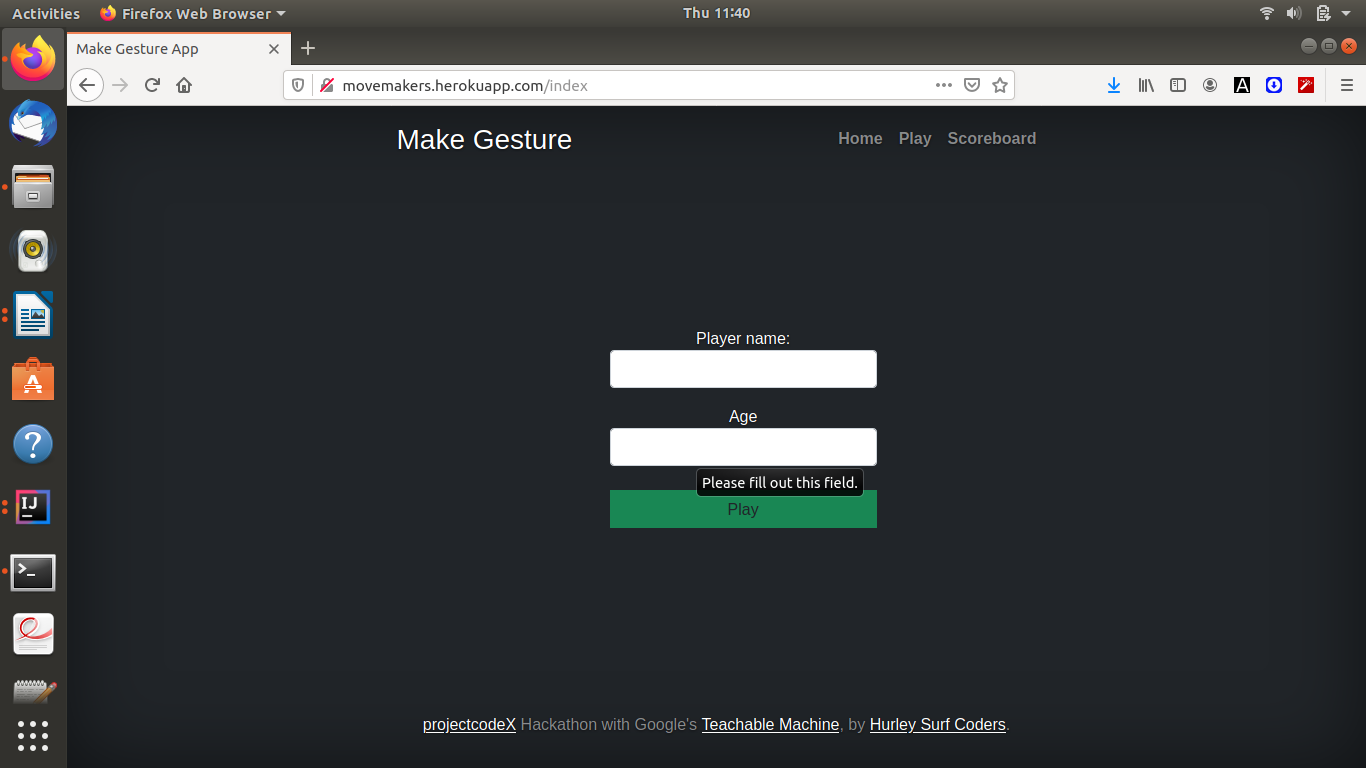 Activities Firefox Web Browser Thu 11:40
Make Gesture App
movemakers.herokuapp.com/index
Make Gesture Home Play Scoreboard
Player name:
Age
Please fill out this field.
Play
IJ
projectcodeX Hackathon with Google's Teachable Machine, by Hurley Surf Coders.